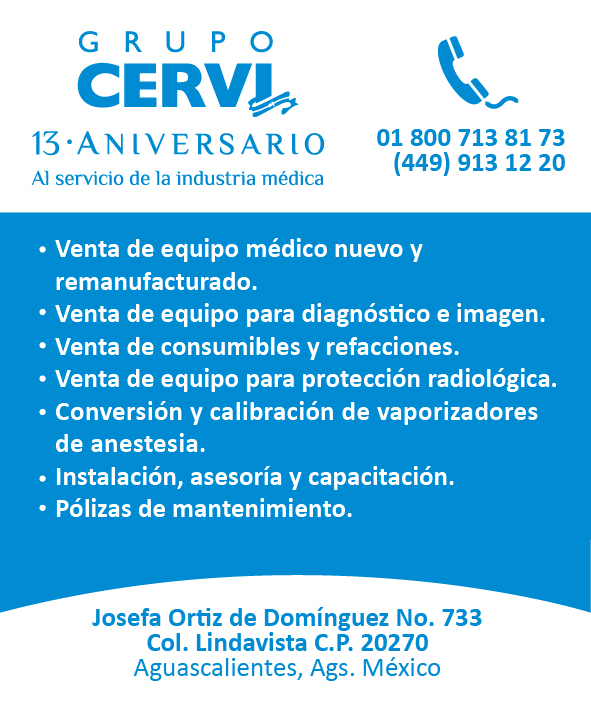 GRUPO
CERVI
13·ANIVERSARIO
Al servicio de la industria médica
01 800 713 81 73
(449) 913 12 20
• Venta de equipo médico nuevo y
remanufacturado.
• Venta de equipo para diagnóstico e imagen.
• Venta de consumibles y refacciones.
• Venta de equipo para protección radiológica.
• Conversión y calibración de vaporizadores
de anestesia.
• Instalación, asesoría y capacitación.
• Pólizas de mantenimiento.
Josefa Ortiz de Domínguez No. 733
Col. Lindavista C.P. 20270
Aguascalientes, Ags. México